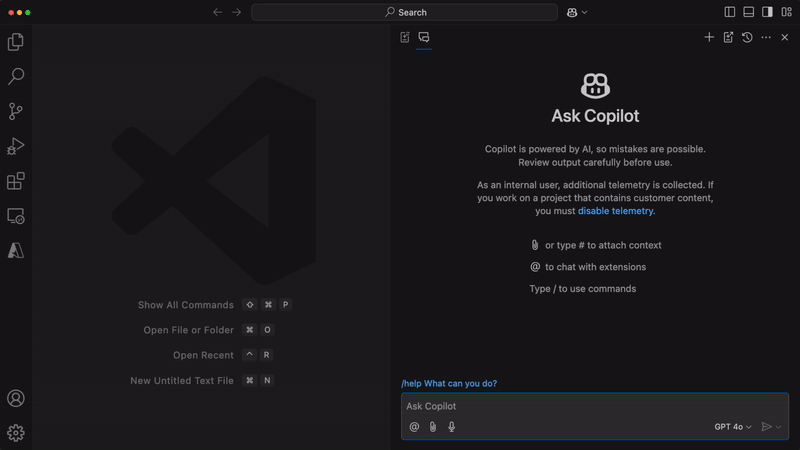 Search
Show All Commands ⇧ ⌘ P
Open File or Folder ⌘ O
Open Recent ⌃ R
New Untitled Text File ⌘ N
Ask Copilot
Copilot is powered by AI, so mistakes are possible.
Review output carefully before use.
As an internal user, additional telemetry is collected. If
you work on a project that contains customer content,
you must disable telemetry.
or type # to attach context
@ to chat with extensions
Type / to use commands
/help What can you do?
Ask Copilot
@
GPT 4o